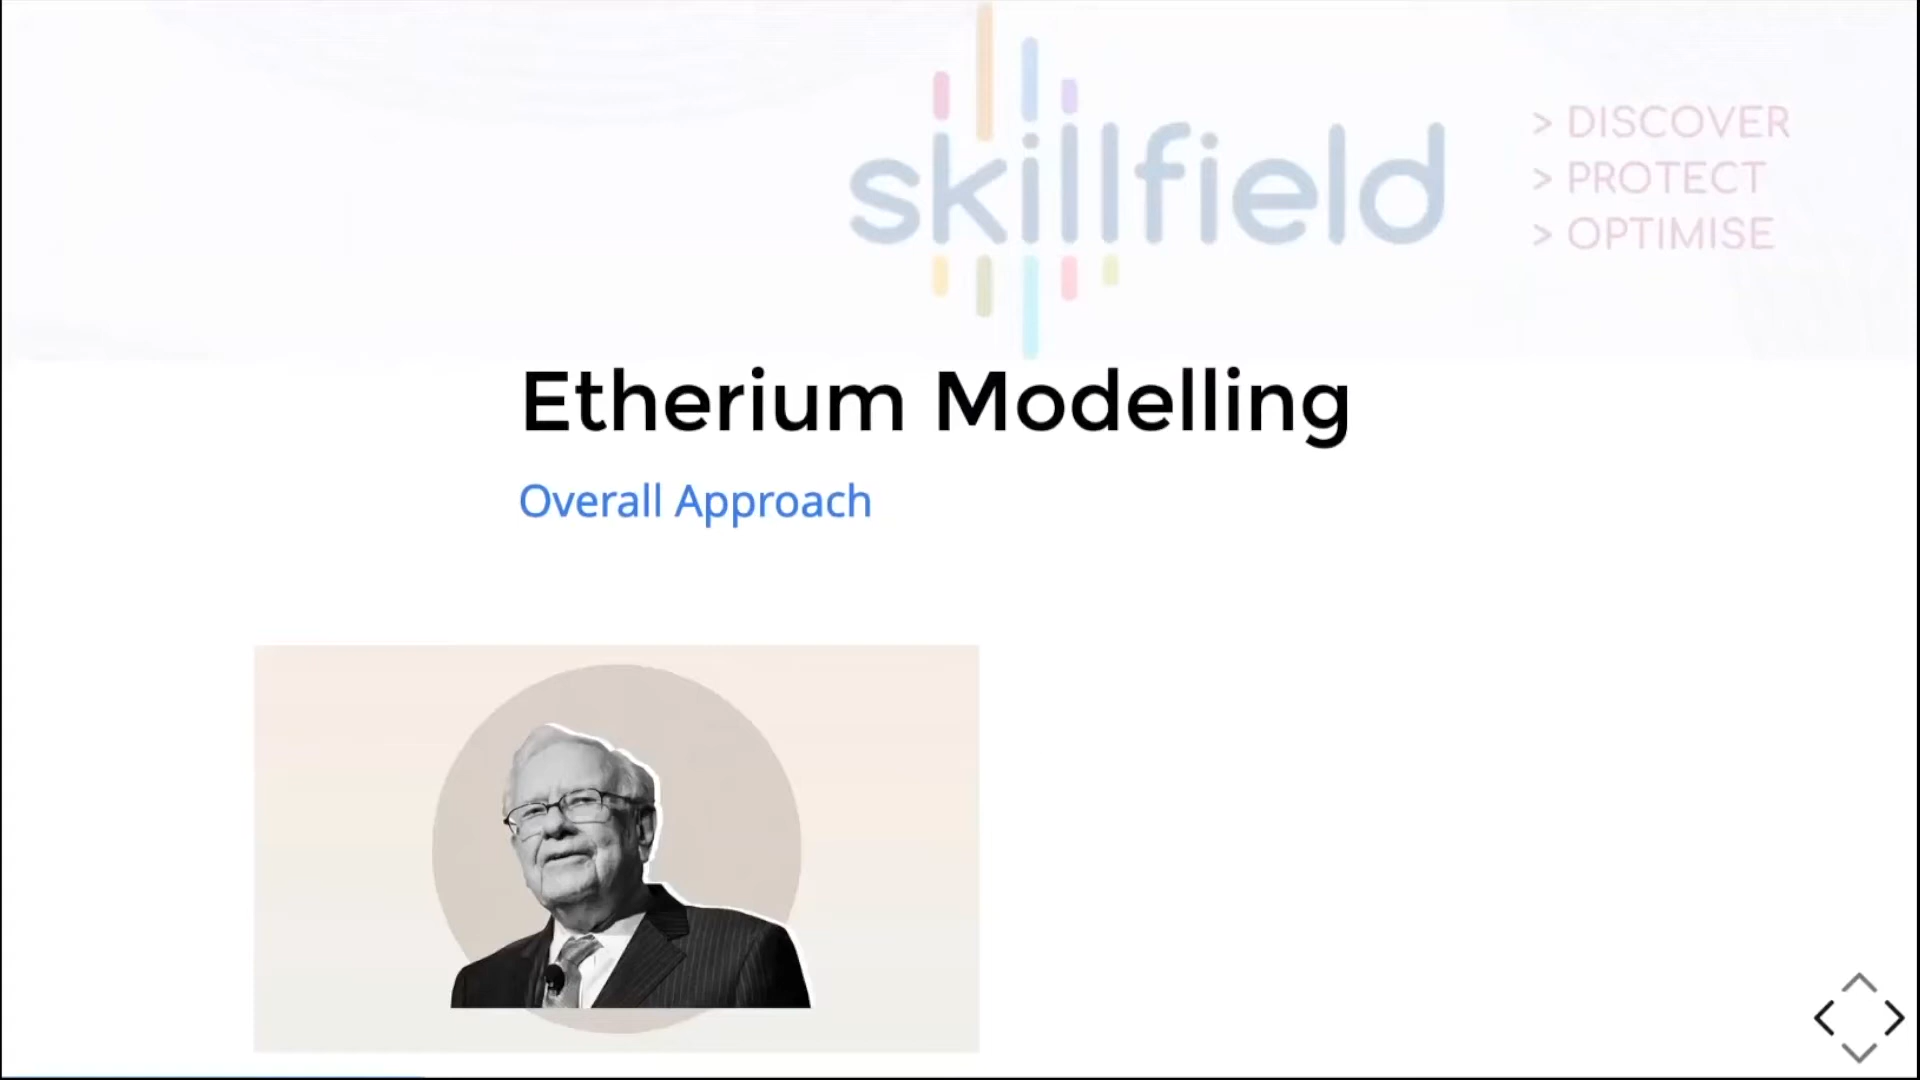 skillfield
> DISCOVER
> PROTECT
> OPTIMISE
Etherium Modelling
Overall Approach